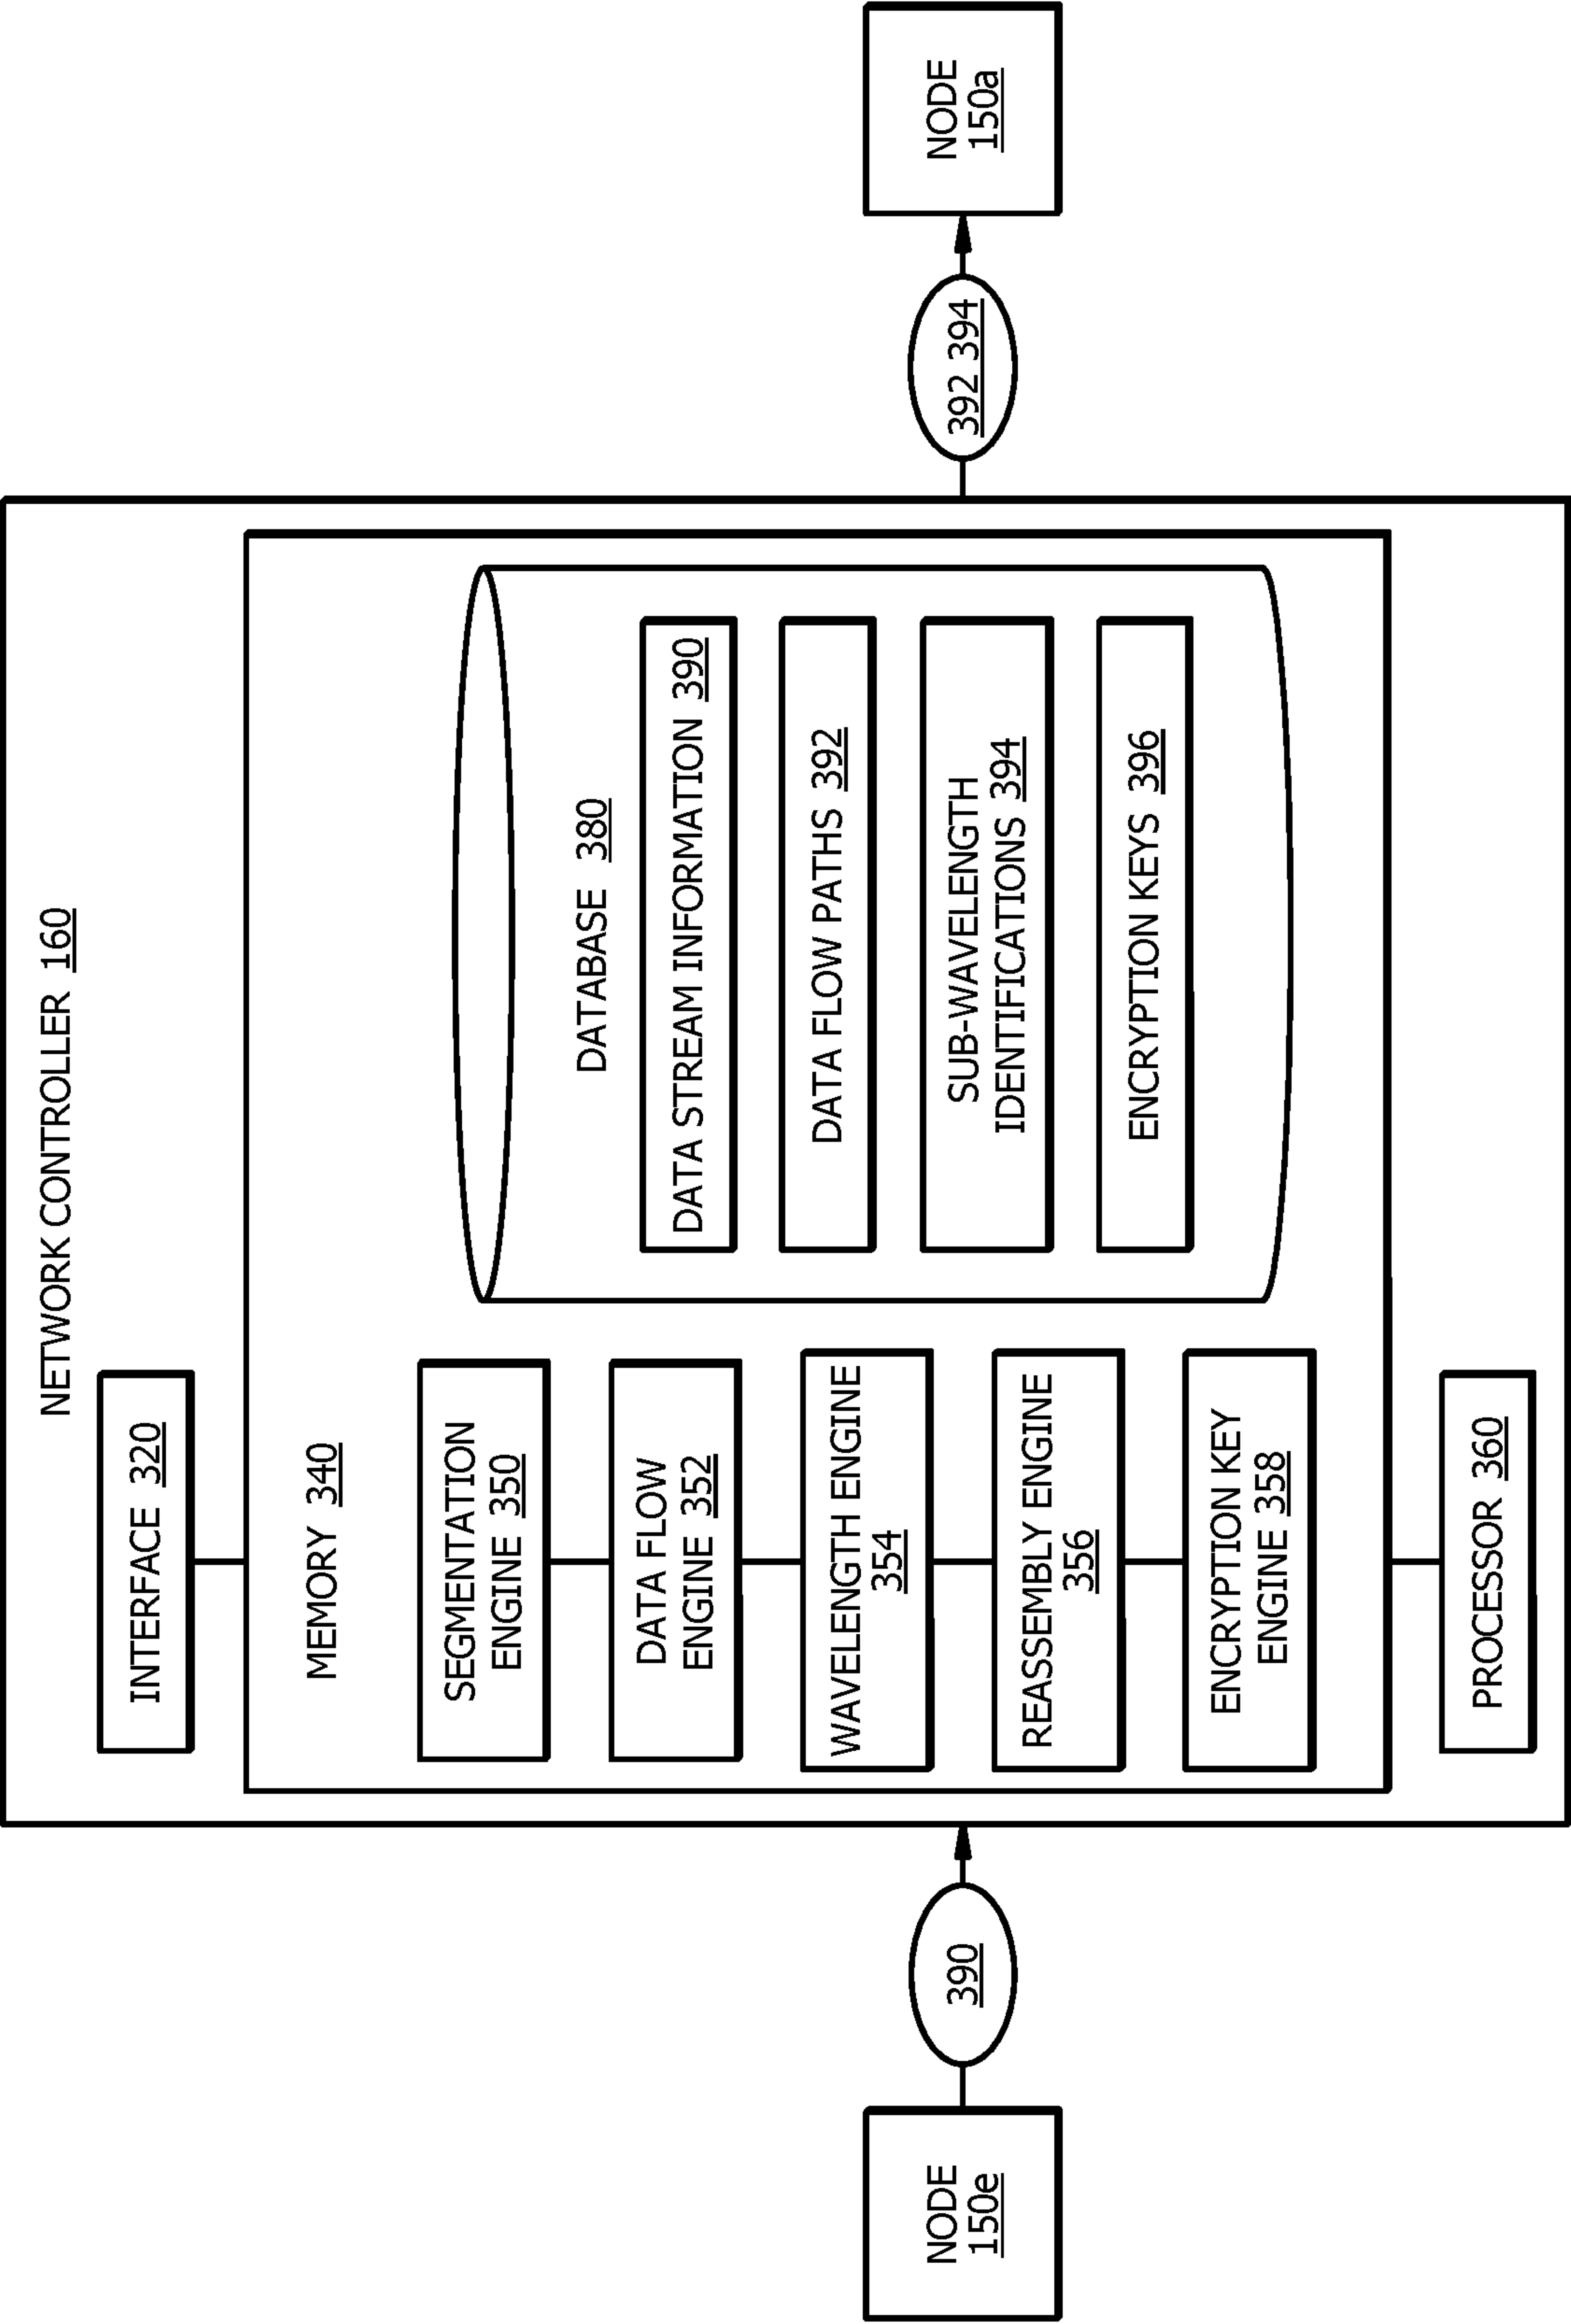 NETWORK CONTROLLER 160
INTERFACE 320
MEMORY 340
SEGMENTATION
ENGINE 350
DATA FLOW
ENGINE 352
WAVELENGTH ENGINE
354
REASSEMBLY ENGINE
356
ENCRYPTION KEY
ENGINE 358
DATABASE 380
DATA STREAM INFORMATION 390
DATA FLOW PATHS 392
SUB-WAVELENGTH
IDENTIFICATIONS 394
ENCRYPTION KEYS 396
PROCESSOR 360
NODE
150e
390
392 394
NODE
150a